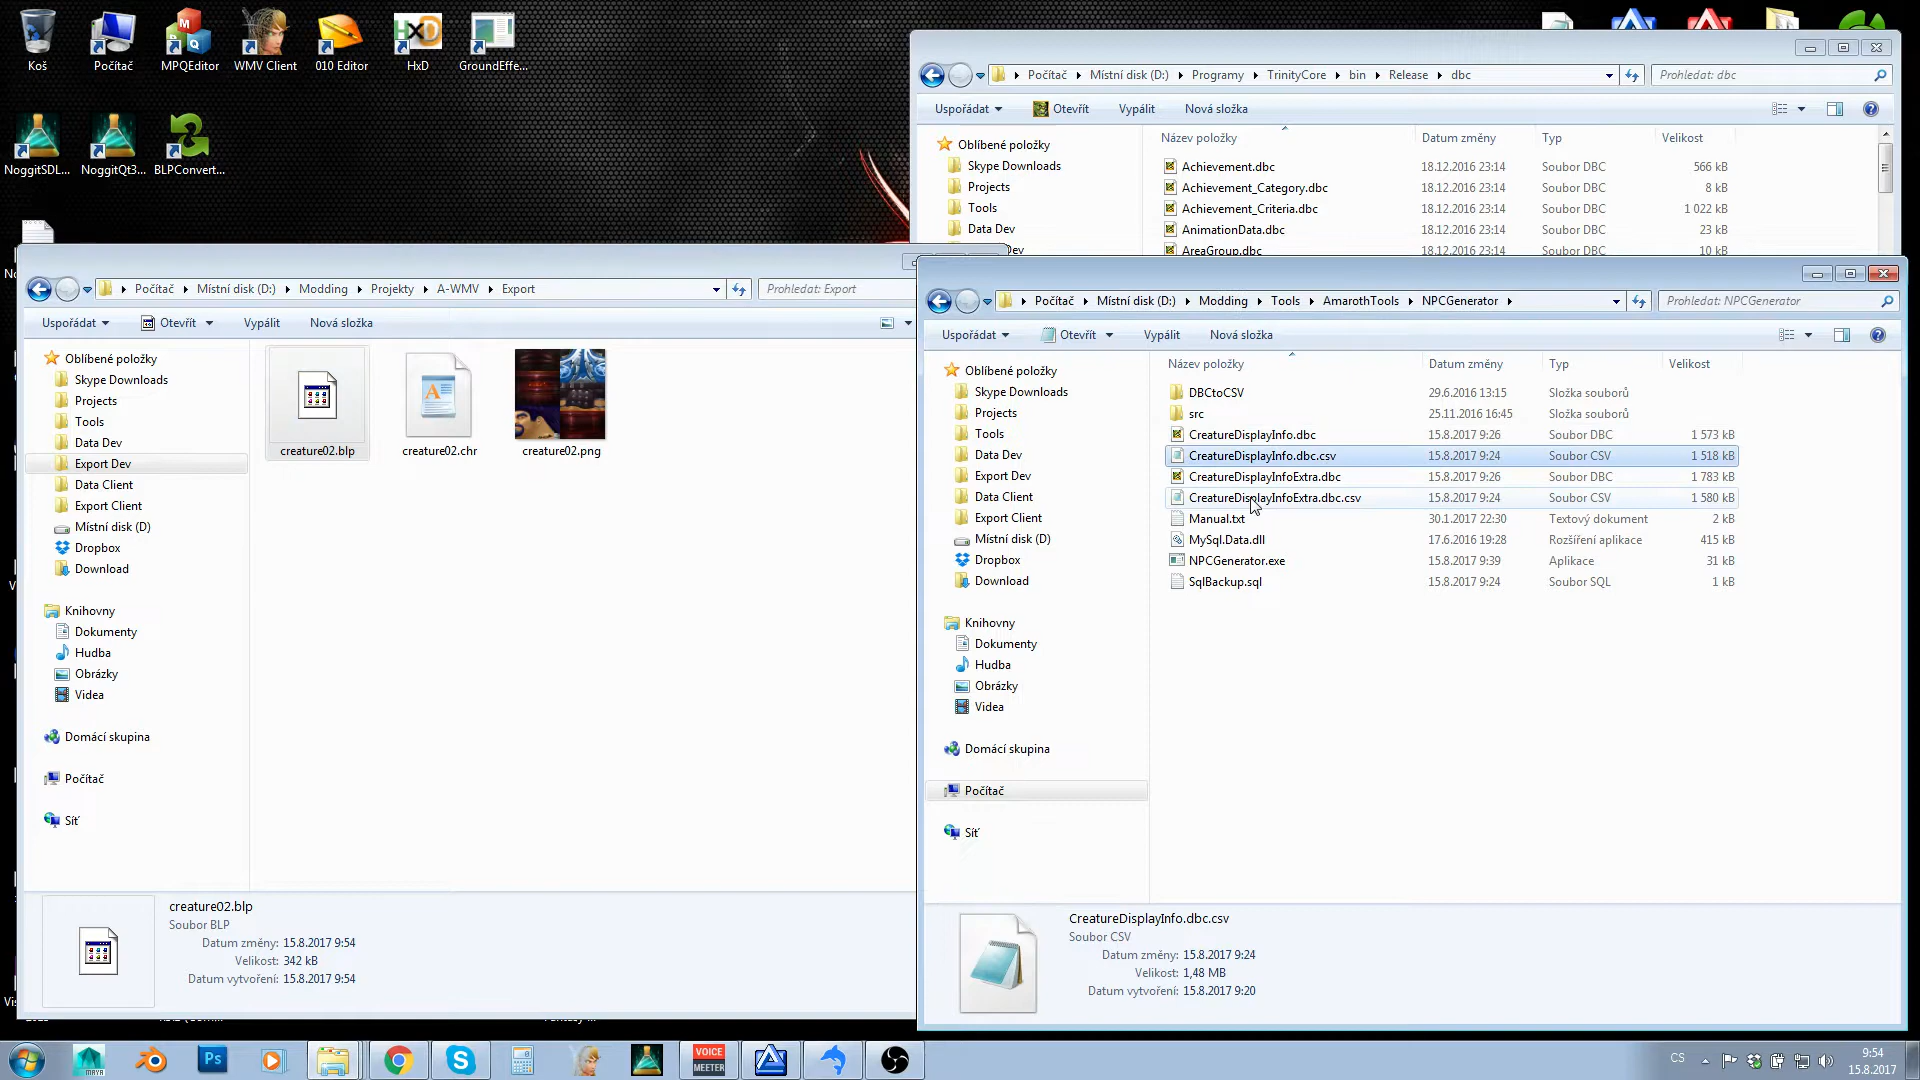 Koš
Počítač
MPQEditor
WMV Client
010 Editor
HxD
GroundEffe...
NoggitSDL...
NoggitQt3...
BLPConvert...
Počítač
Místní disk (D:)
Programy
TrinityCore
bin
Release
dbc
Prohledat: dbc
Uspořádat
Otevřít
Vypálit
Nová složka
Název položky
Datum změny
Typ
Velikost
Oblíbené položky
Skype Downloads
Projects
Tools
Data Dev
Achievement.dbc 18.12.2016 23:14 Soubor DBC 566 kB
Achievement_Category.dbc 18.12.2016 23:14 Soubor DBC 8 kB
Achievement_Criteria.dbc 18.12.2016 23:14 Soubor DBC 1 022 kB
AnimationData.dbc 18.12.2016 23:14 Soubor DBC 23 kB
AreaGroup.dbc 18.12.2016 23:14 Soubor DBC 10 kB
Počítač
Místní disk (D:)
Modding
Projekty
A-WMV
Export
Prohledat: Export
Uspořádat
Otevřít
Vypálit
Nová složka
Oblíbené položky
Skype Downloads
Projects
Tools
Data Dev
Export Dev
Data Client
Export Client
Místní disk (D)
Dropbox
Download
Knihovny
Dokumenty
Hudba
Obrázky
Videa
Domácí skupina
Počítač
Síť
creature02.blp
creature02.chr
creature02.png
creature02.blp
Soubor BLP
Datum změny: 15.8.2017 9:54
Velikost: 342 kB
Datum vytvoření: 15.8.2017 9:54
Počítač
Místní disk (D:)
Modding
Tools
AmarothTools
NPCGenerator
Prohledat: NPCGenerator
Uspořádat
Otevřít
Vypálit
Nová složka
Název položky
Datum změny
Typ
Velikost
Oblíbené položky
Skype Downloads
Projects
Tools
Data Dev
Export Dev
Data Client
Export Client
Místní disk (D)
Dropbox
Download
Knihovny
Dokumenty
Hudba
Obrázky
Videa
Domácí skupina
Počítač
Síť
DBCtoCSV 29.6.2016 13:15 Složka souborů
src 25.11.2016 16:45 Složka souborů
CreatureDisplayInfo.dbc 15.8.2017 9:26 Soubor DBC 1 573 kB
CreatureDisplayInfo.dbc.csv 15.8.2017 9:24 Soubor CSV 1 518 kB
CreatureDisplayInfoExtra.dbc 15.8.2017 9:26 Soubor DBC 1 783 kB
CreatureDisplayInfoExtra.dbc.csv 15.8.2017 9:24 Soubor CSV 1 580 kB
Manual.txt 30.1.2017 22:30 Textový dokument 2 kB
MySql.Data.dll 17.6.2016 19:28 Rozšíření aplikace 415 kB
NPCGenerator.exe 15.8.2017 9:39 Aplikace 31 kB
SqlBackup.sql 15.8.2017 9:24 Soubor SQL 1 kB
CreatureDisplayInfo.dbc.csv
Soubor CSV
Datum změny: 15.8.2017 9:24
Velikost: 1,48 MB
Datum vytvoření: 15.8.2017 9:20
MAYA
Ps
VOICE
MEETER
CS
9:54
15.8.2017